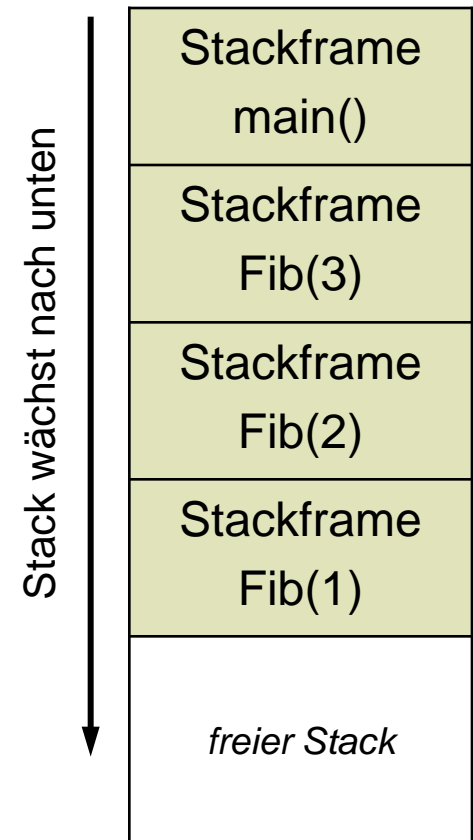 Stack wächst nach unten
Stackframe
main()
Stackframe
Fib(3)
Stackframe
Fib(2)
Stackframe
Fib(1)
freier Stack